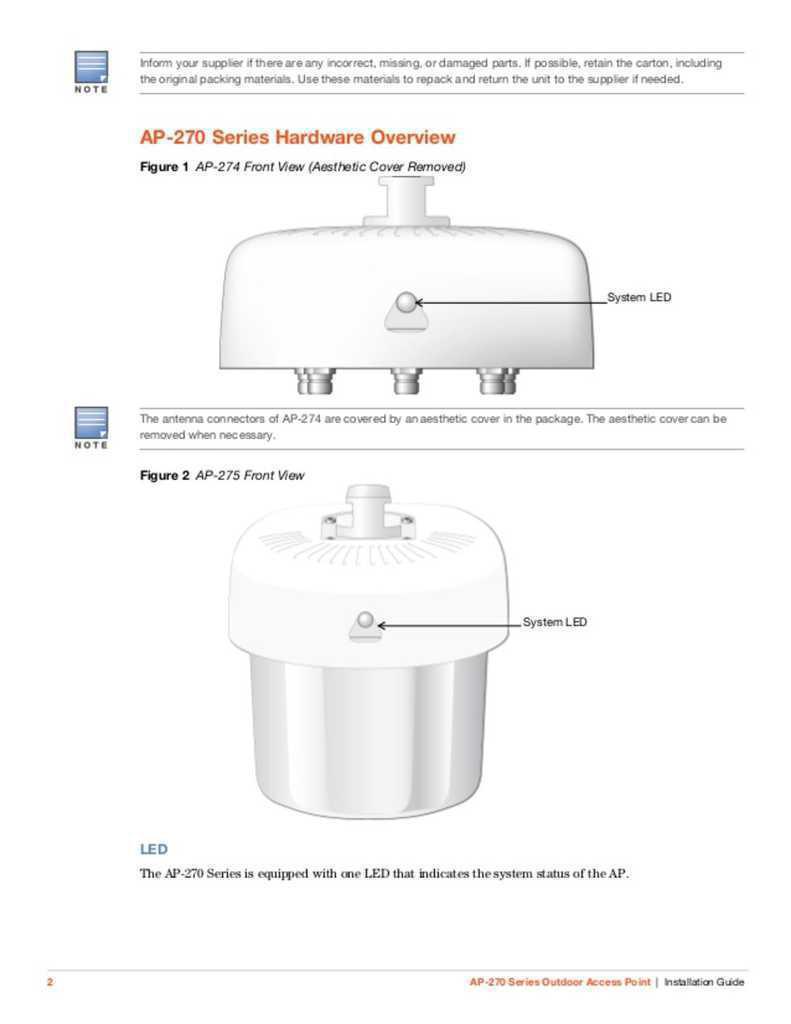 Inform your supplier if there are any incorrect, missing, or damaged parts. If possible, retain the carton, including
the original packing materials. Use these materials to repack and return the unit to the supplier if needed.
NOTE
AP-270 Series Hardware Overview
Figure 1 AP-274 Front View (Aesthetic Cover Removed)
System LED
The antenna connectors of AP-274 are covered by an aesthetic cover in the package. The aesthetic cover can be
removed when necessary.
NOTE
Figure 2 AP-275 Front View
System LED
LED
The AP-270 Series is equipped with one LED that indicates the system status of the AP.
2
AP-270 Series Outdoor Access Point | Installation Guide